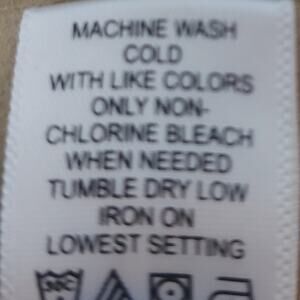 MACHINE WASH
COLD
WITH LIKE COLORS
ONLY NON-
CHLORINE BLEACH
WHEN NEEDED
TUMBLE DRY LOW
IRON ON
LOWEST SETTING